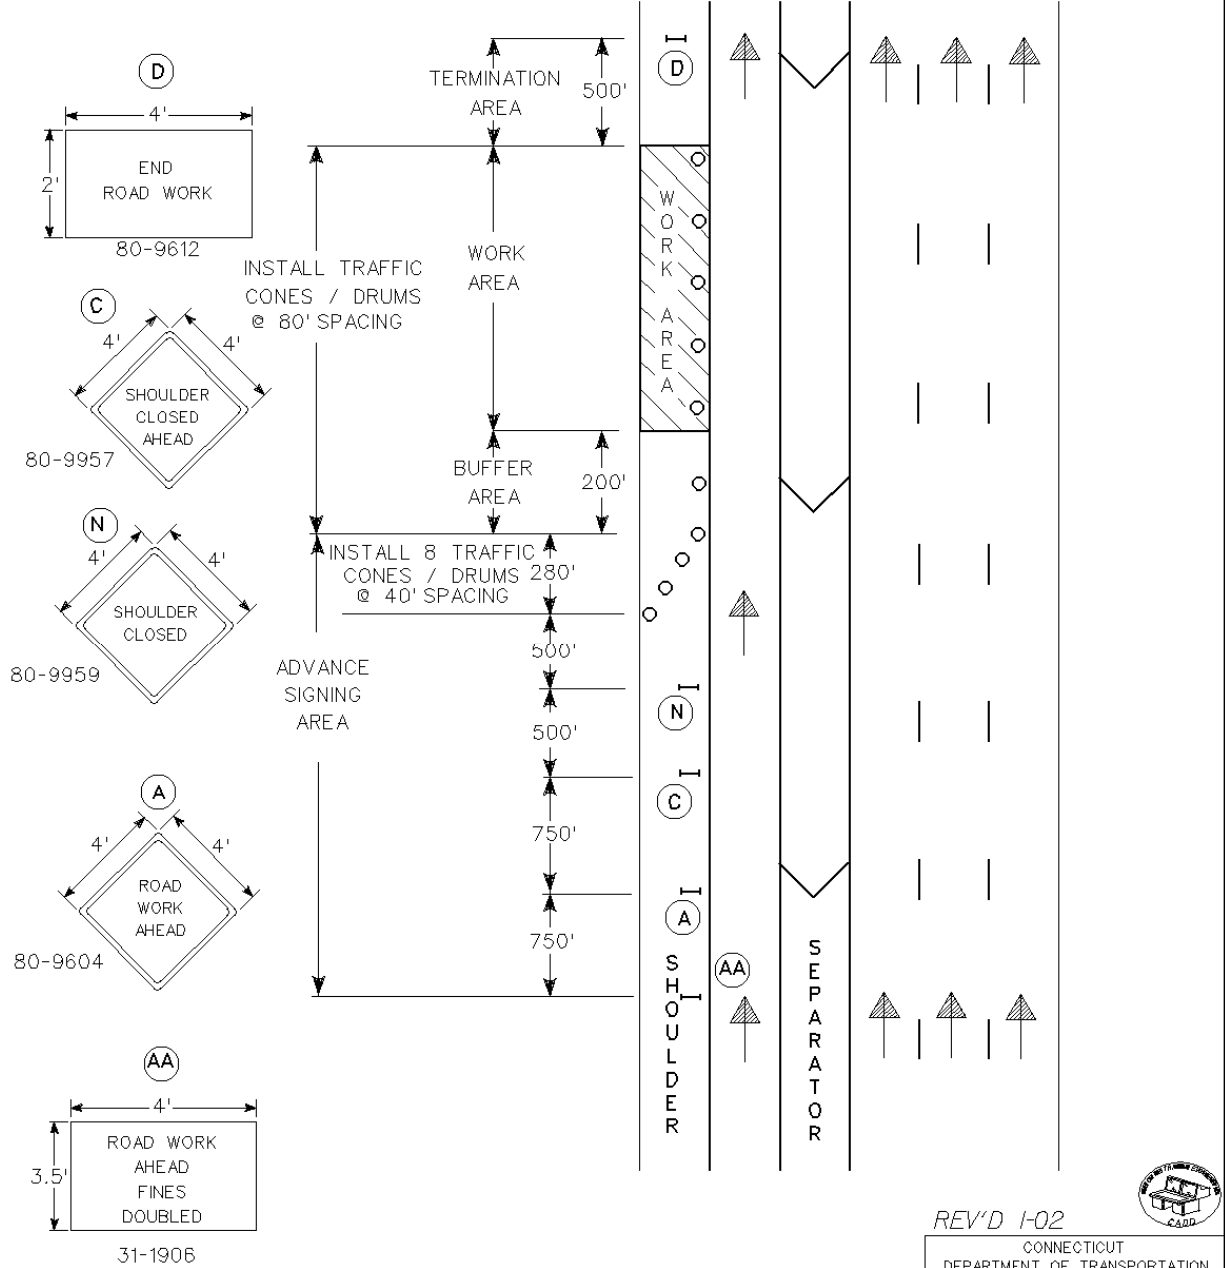 D
4'
2'
END
ROAD WORK
80-9612
C
4'
4'
SHOULDER
CLOSED
AHEAD
80-9957
N
4'
4'
SHOULDER
CLOSED
80-9959
A
4'
4'
ROAD
WORK
AHEAD
80-9604
AA
4'
3.5'
ROAD WORK
AHEAD
FINES
DOUBLED
31-1906
INSTALL TRAFFIC
CONES / DRUMS
@ 80' SPACING
ADVANCE
SIGNING
AREA
TERMINATION
AREA
500'
WORK
AREA
BUFFER
AREA
200'
INSTALL 8 TRAFFIC
CONES / DRUMS
@ 40' SPACING
280'
500'
500'
750'
750'
D
WORK AREA
N
C
A
AA
SHOULDER
SEPARATOR
REV'D 1-02
CADD
CONNECTICUT
DEPARTMENT OF TRANSPORTATION